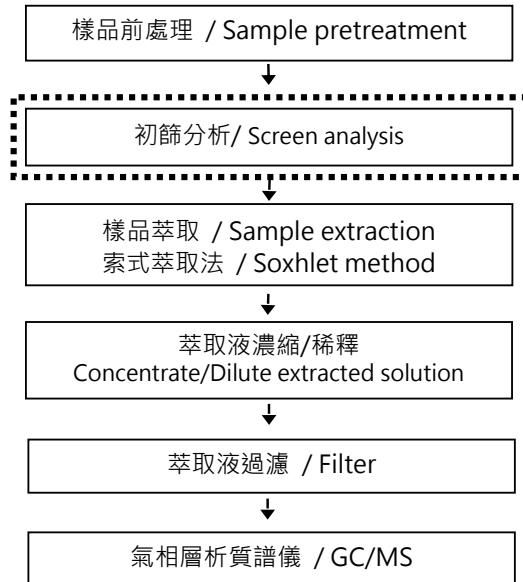 樣品前處理 / Sample pretreatment
初篩分析/ Screen analysis
樣品萃取 / Sample extraction
索式萃取法 / Soxhlet method
萃取液濃縮/稀釋
Concentrate/Dilute extracted solution
萃取液過濾 / Filter
氣相層析質譜儀 / GC/MS